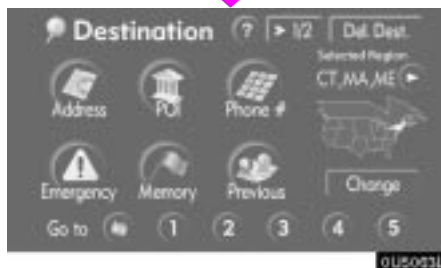 Destination ? > 1/2 Del. Dest.
Selected Region
CT,MA,ME
Address POI Phone #
Emergency Memory Previous
Change
Go to 1 2 3 4 5
0U5063L